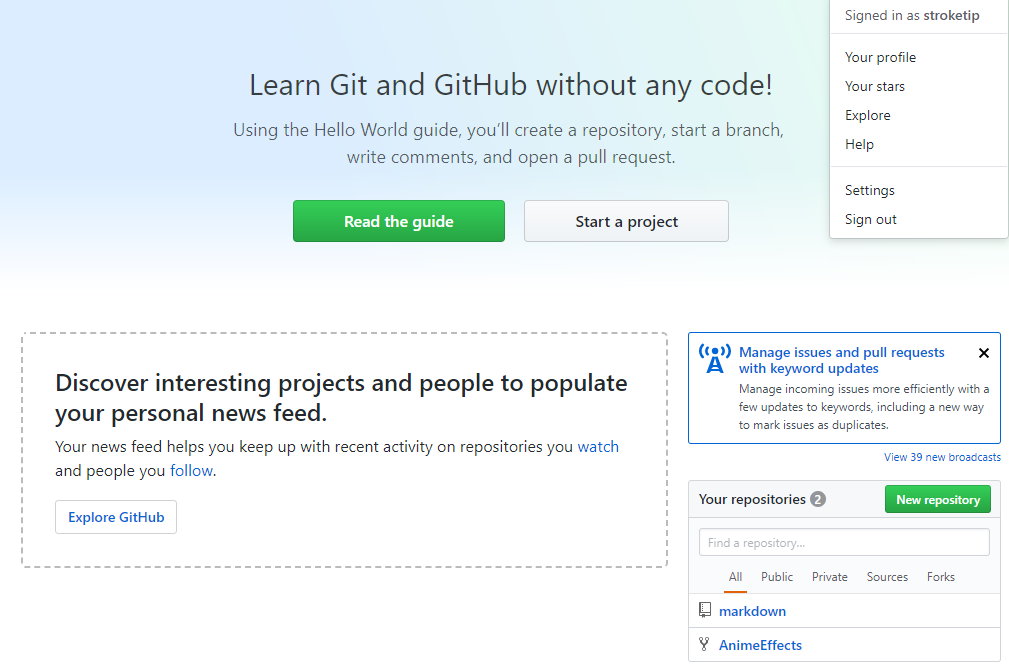 Signed in as stroketip
Your profile
Your stars
Explore
Help
Settings
Sign out
Learn Git and GitHub without any code!
Using the Hello World guide, you’ll create a repository, start a branch,
write comments, and open a pull request.
Read the guide
Start a project
Discover interesting projects and people to populate
your personal news feed.
Your news feed helps you keep up with recent activity on repositories you watch
and people you follow.
Explore GitHub
Manage issues and pull requests
with keyword updates
Manage incoming issues more efficiently with a
few updates to keywords, including a new way
to mark issues as duplicates.
View 39 new broadcasts
Your repositories 2
New repository
Find a repository...
All Public Private Sources Forks
markdown
AnimeEffects